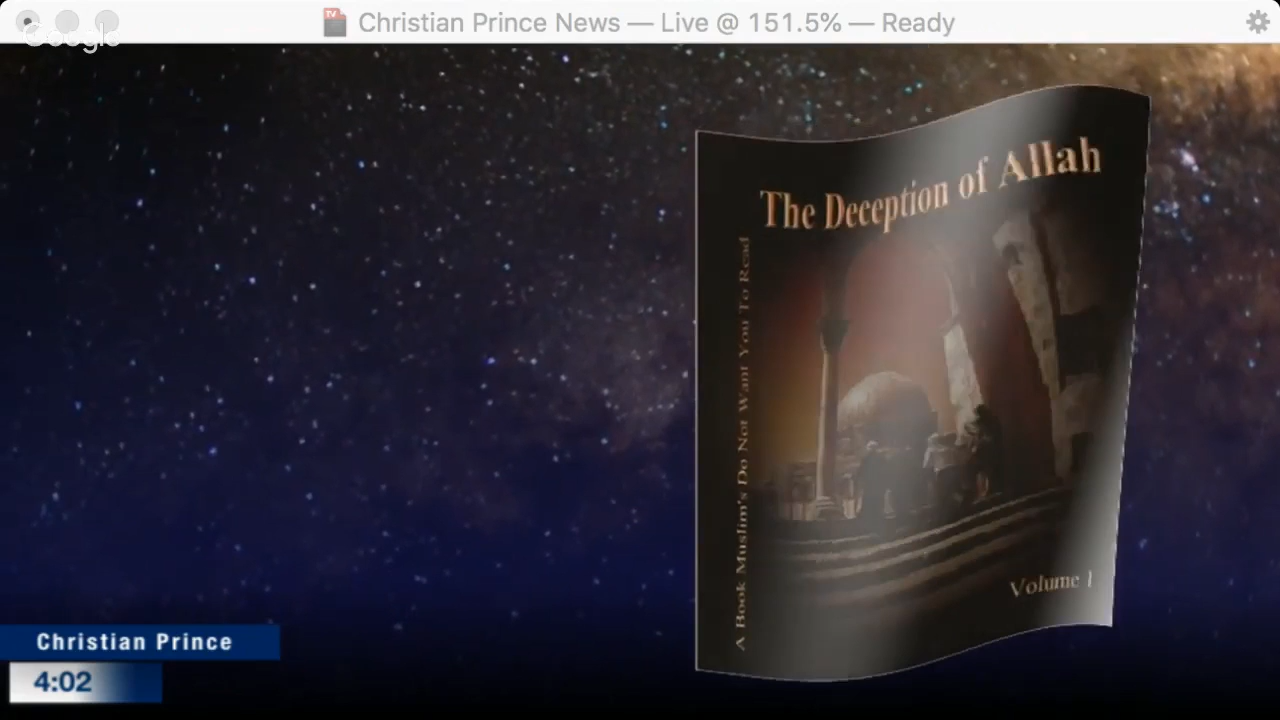 Christian Prince News — Live @ 151.5% — Ready
Google
The Deception of Allah
A Book Muslim's Do Not Want You To Read
Volume 1
Christian Prince
4:02